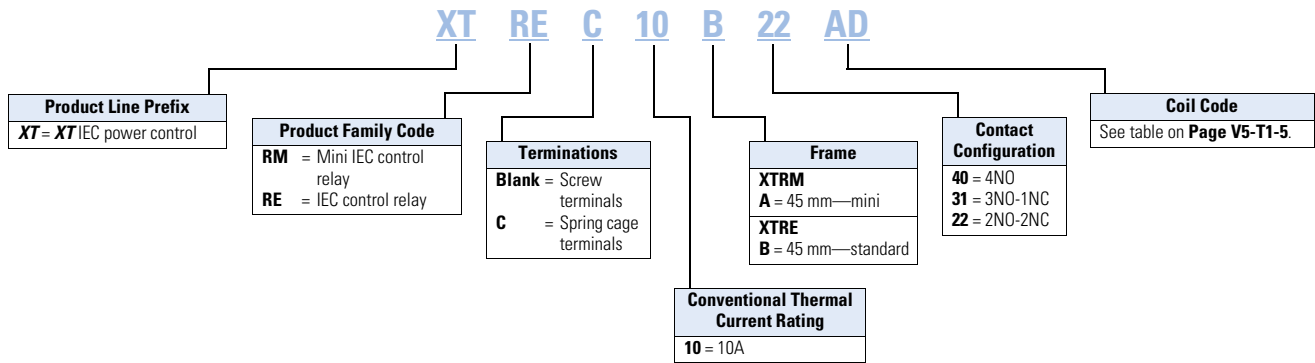 XT RE C 10 B 22 AD
Product Line Prefix
XT = XT IEC power control
Product Family Code
RM = Mini IEC control
relay
RE = IEC control relay
Terminations
Blank = Screw
terminals
C = Spring cage
terminals
Conventional Thermal
Current Rating
10 = 10A
Frame
XTRM
A = 45 mm—mini
XTRE
B = 45 mm—standard
Contact
Configuration
40 = 4NO
31 = 3NO-1NC
22 = 2NO-2NC
Coil Code
See table on Page V5-T1-5.